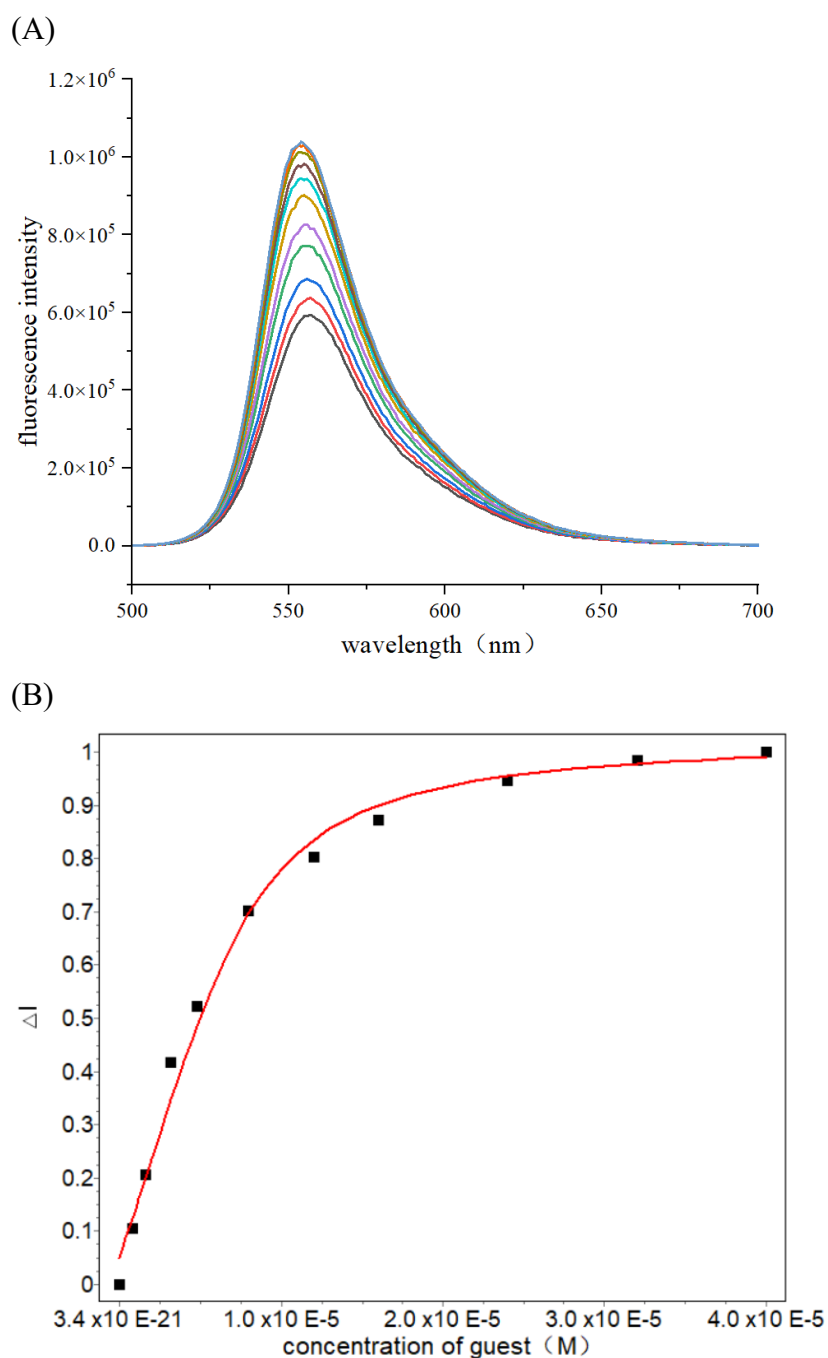 (A)
1.2×10⁶
1.0×10⁶
8.0×10⁵
6.0×10⁵
4.0×10⁵
2.0×10⁵
0.0
fluorescence intensity
500 550 600 650 700
wavelength（nm）
(B)
1
0.9
0.8
0.7
0.6
0.5
0.4
0.3
0.2
0.1
0
△I
3.4 x10 E-21 1.0 x10 E-5 2.0 x10 E-5 3.0 x10 E-5 4.0 x10 E-5
concentration of guest（M）